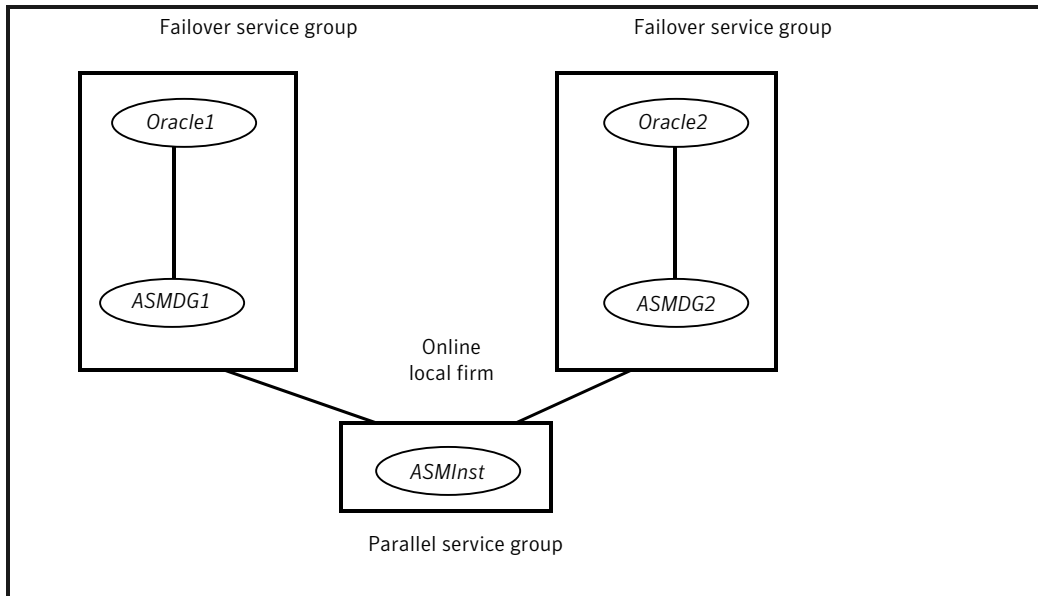 Failover service group
Failover service group
Oracle1
Oracle2
ASMDG1
ASMDG2
Online
local firm
ASMInst
Parallel service group